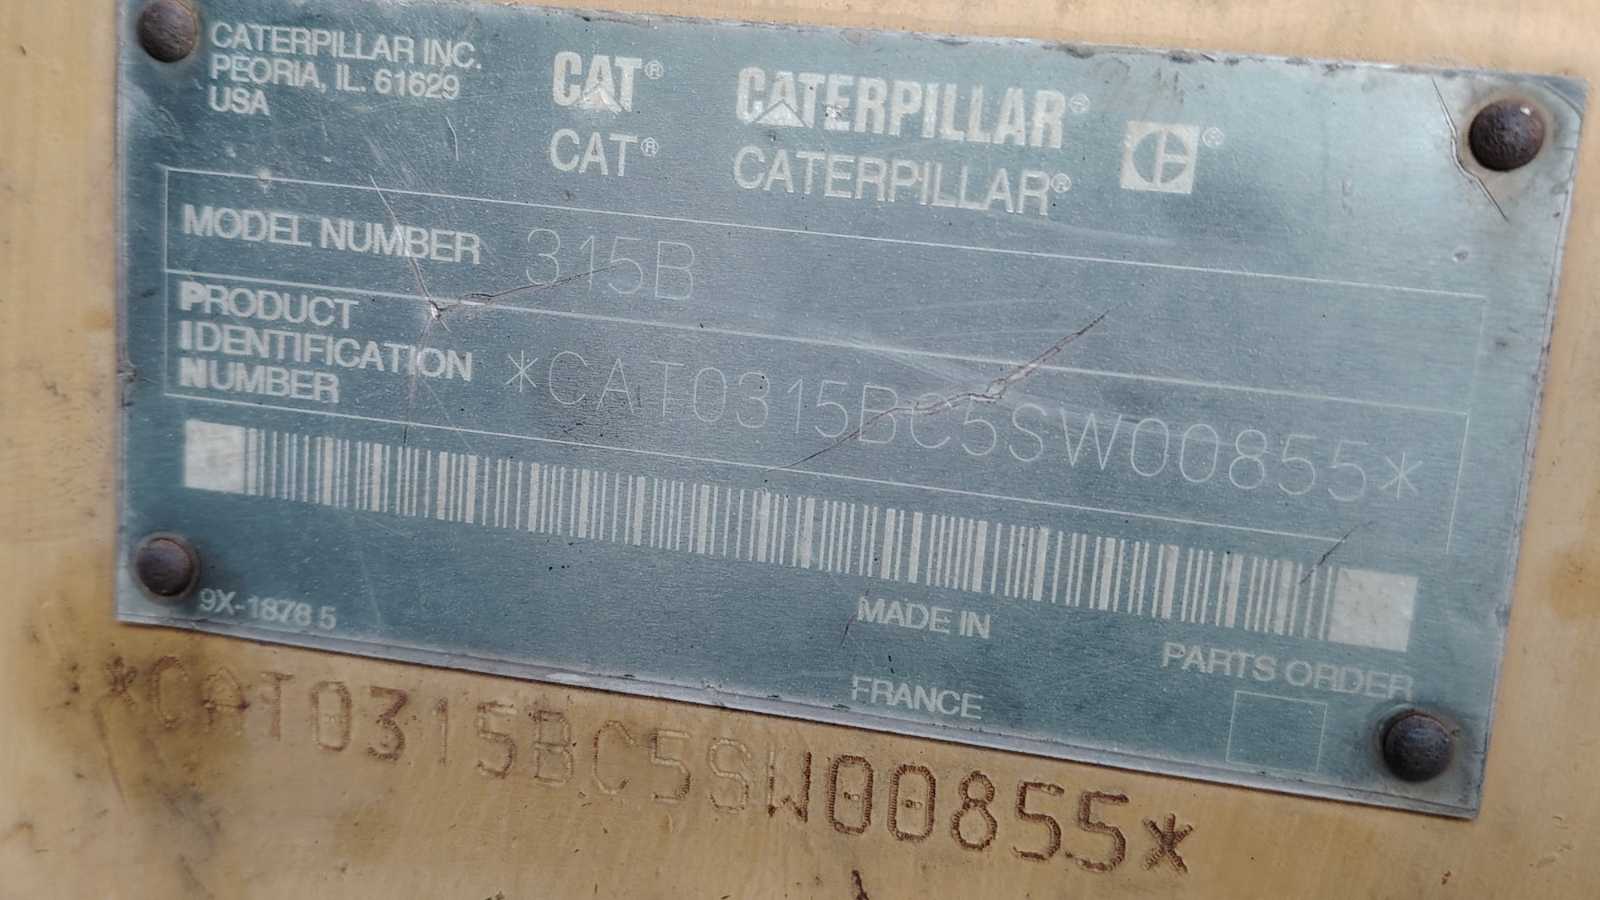 CATERPILLAR INC.
PEORIA, IL. 61629
USA
CAT®
CATERPILLAR®
CAT®
CATERPILLAR®
®
MODEL NUMBER 315B
PRODUCT
IDENTIFICATION
NUMBER
*CAT0315BC5SW00855*
9X-1878 5
MADE IN
FRANCE
PARTS ORDER
*CAT0315BC5SW00855*